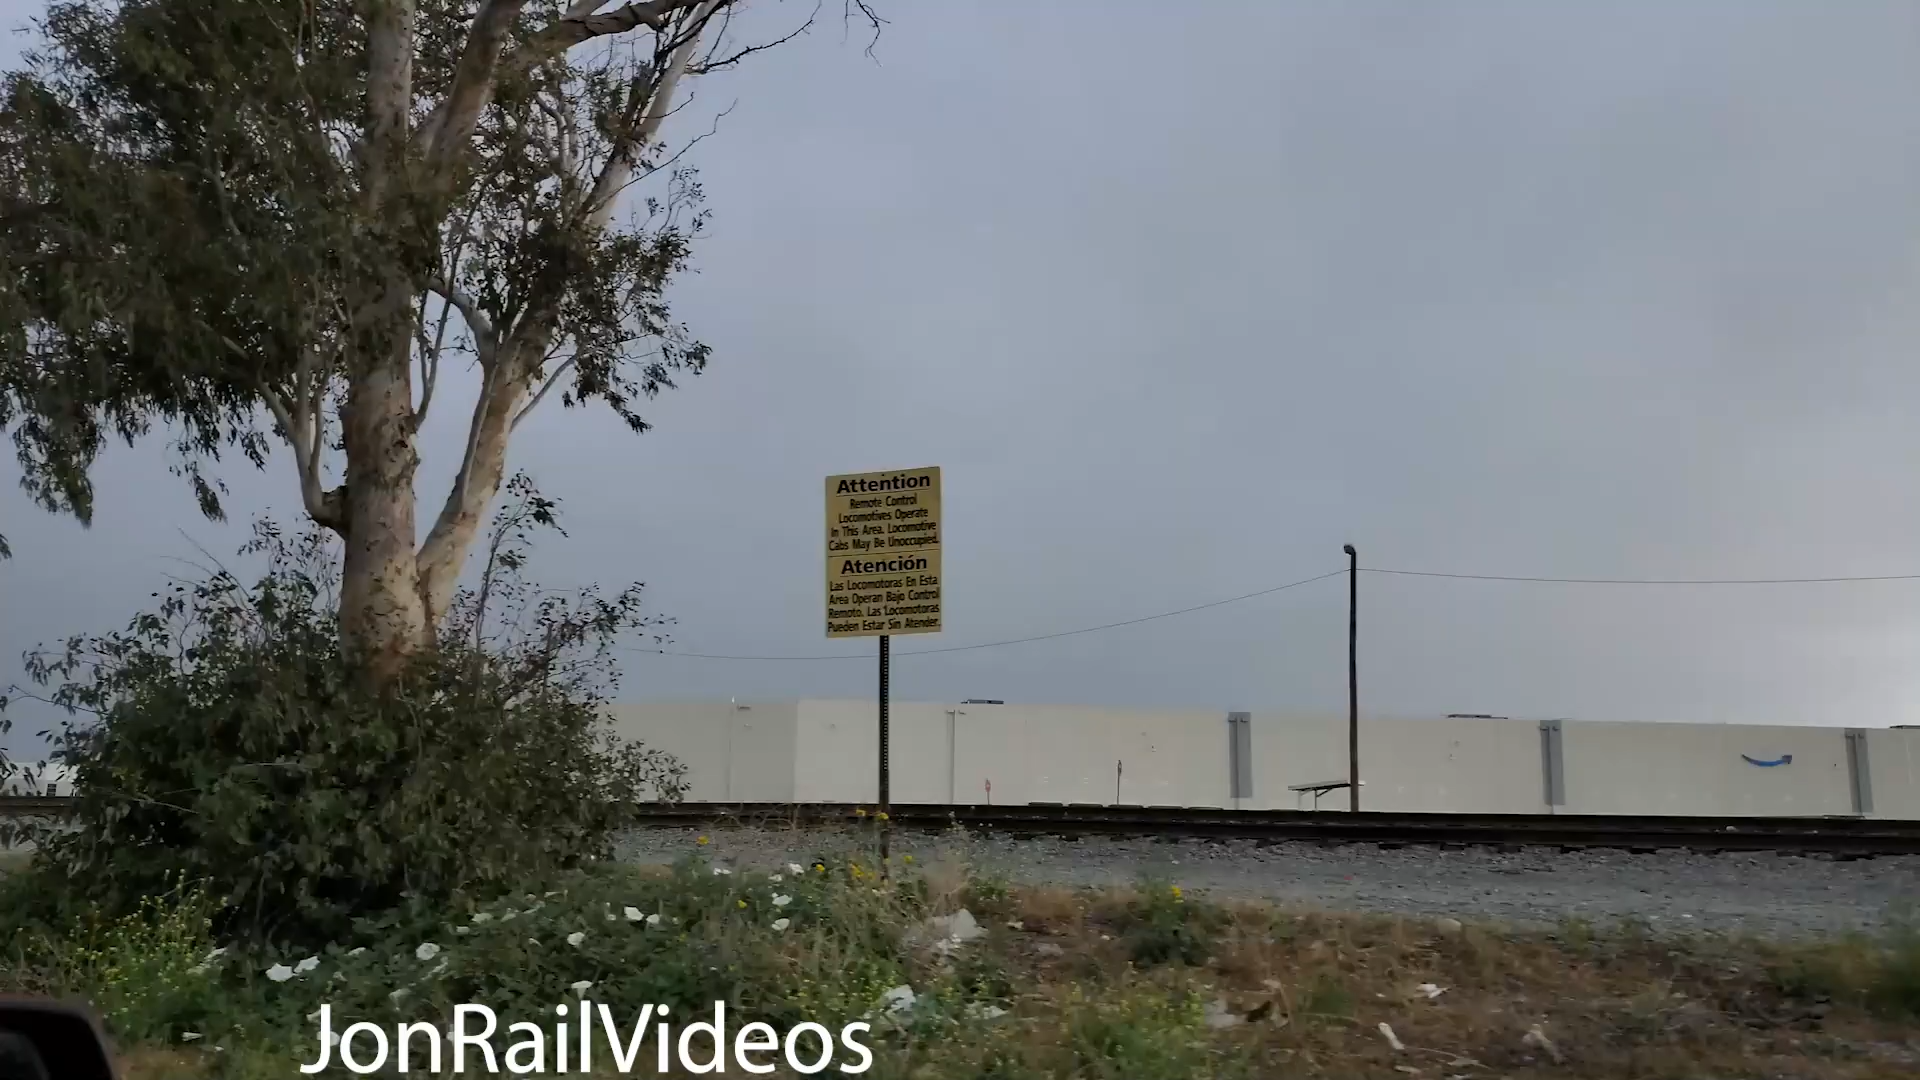 Attention
Remote Control
Locomotives Operate
In This Area. Locomotive
Cabs May Be Unoccupied.
Atención
Las Locomotoras En Esta
Area Operan Bajo Control
Remoto. Las Locomotoras
Pueden Estar Sin Atender.
JonRailVideos